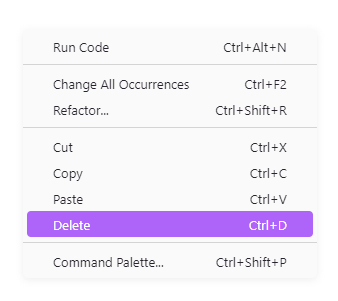 Run Code Ctrl+Alt+N
Change All Occurrences Ctrl+F2
Refactor... Ctrl+Shift+R
Cut Ctrl+X
Copy Ctrl+C
Paste Ctrl+V
Delete Ctrl+D
Command Palette... Ctrl+Shift+P